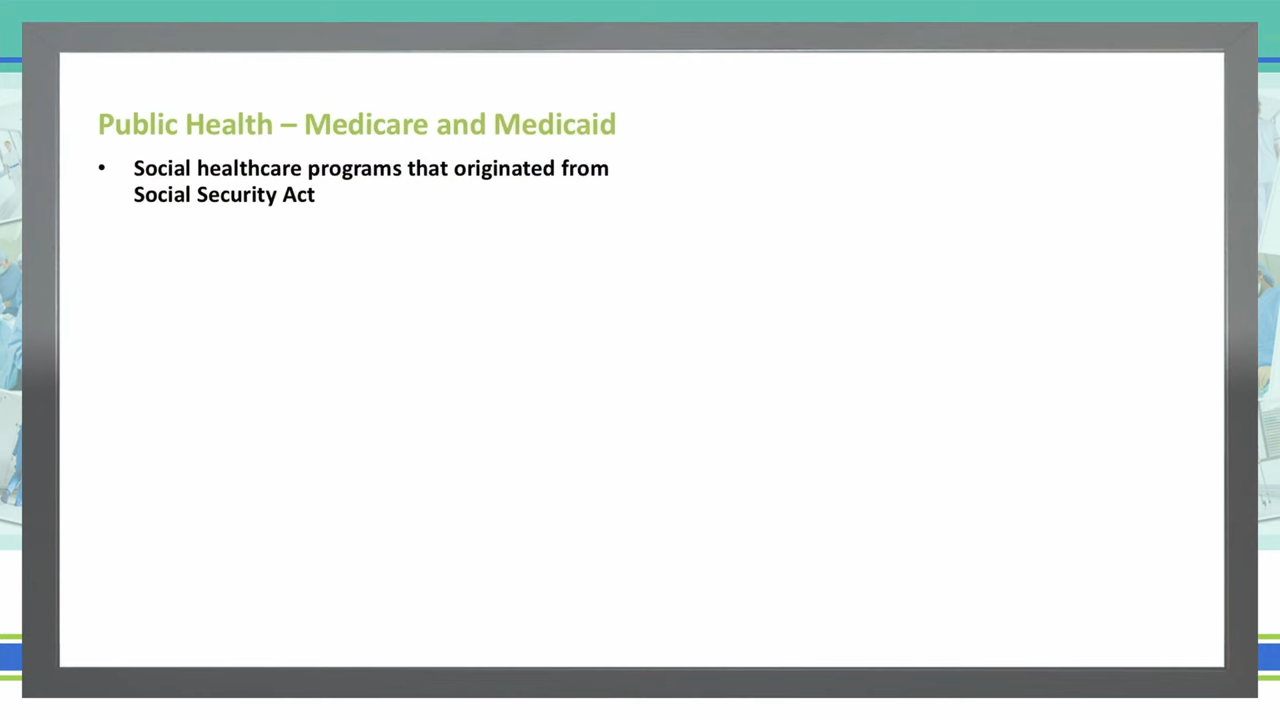 Public Health – Medicare and Medicaid
• Social healthcare programs that originated from
Social Security Act